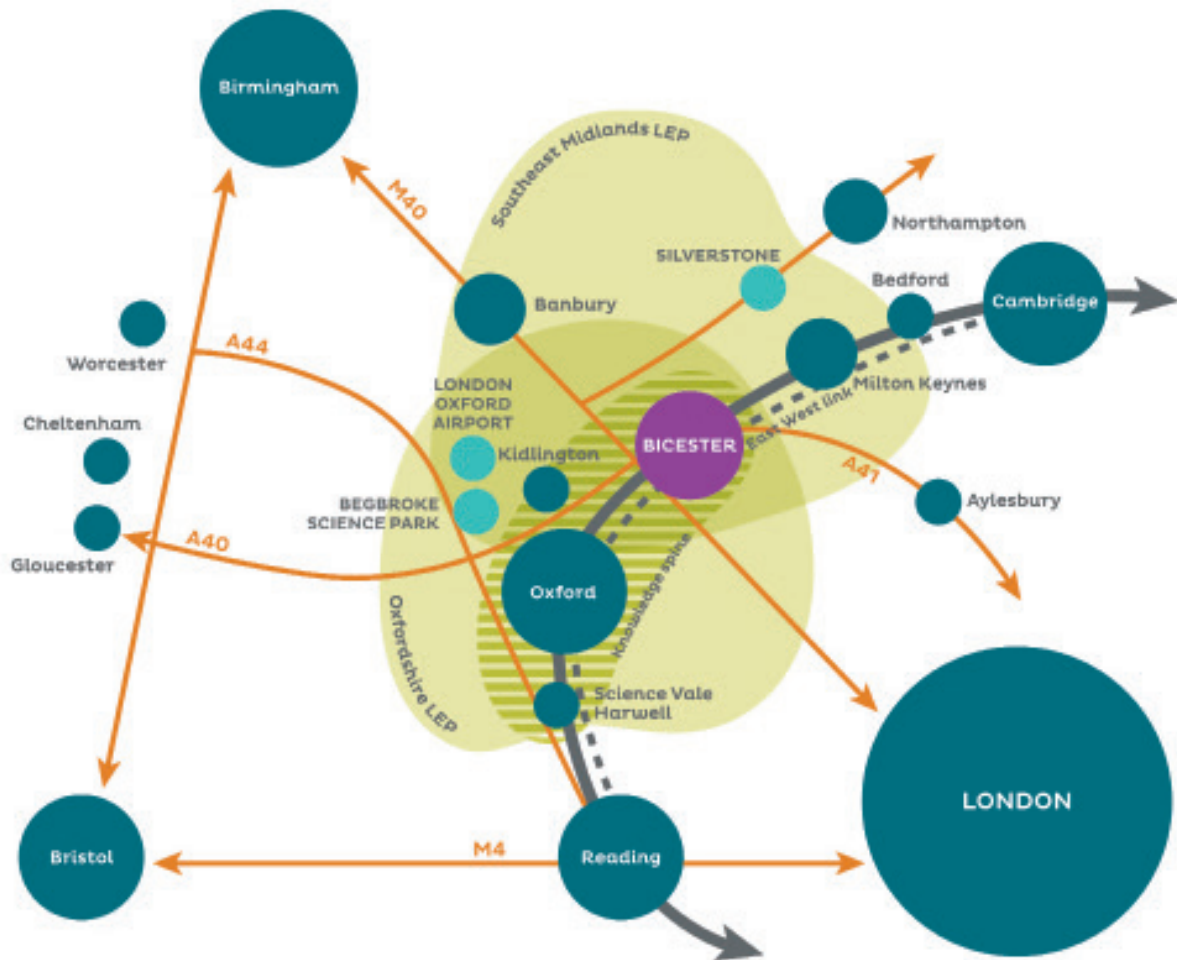 Birmingham
Southeast Midlands LEP
M40
Northampton
SILVERSTONE
Bedford
Cambridge
Banbury
Worcester
A44
Milton Keynes
LONDON
OXFORD
AIRPORT
East West link
Cheltenham
Kidlington
BICESTER
A41
Aylesbury
BEGBROKE
SCIENCE PARK
A40
Gloucester
Knowledge spine
Oxford
Oxfordshire LEP
Science Vale
Harwell
LONDON
Bristol
M4
Reading